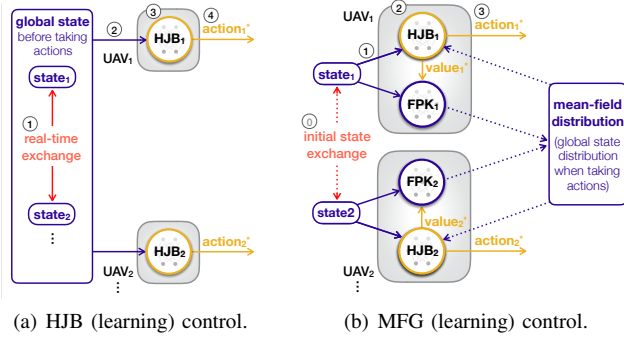 global state
before taking
actions
state₁
①
real-time
exchange
state₂
⋮
②
UAV₁
③
HJB₁
④
action₁*
HJB₂
action₂*
UAV₂
⋮
(a) HJB (learning) control.
UAV₁
②
③
HJB₁
action₁*
①
state₁
value₁*
FPK₁
⓪
initial state
exchange
mean-field
distribution
(global state
distribution
when taking
actions)
FPK₂
state2
value₂*
HJB₂
action₂*
UAV₂
⋮
(b) MFG (learning) control.